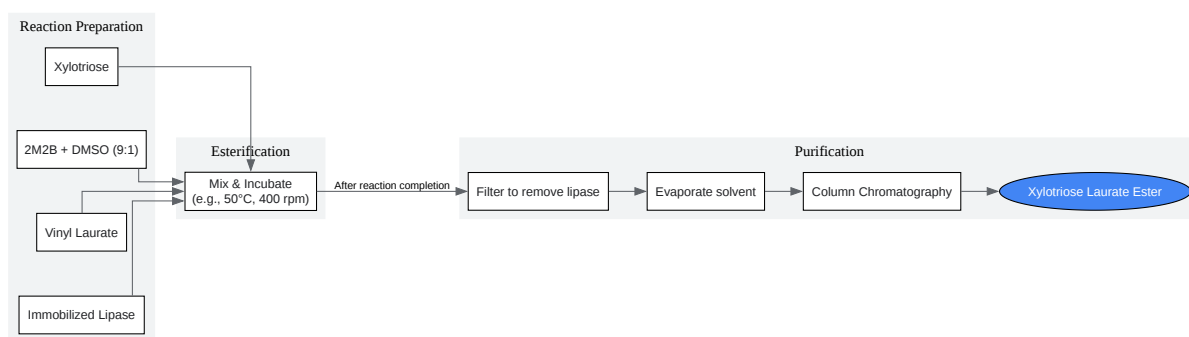 Reaction Preparation
Xylotriose
2M2B + DMSO (9:1)
Vinyl Laurate
Immobilized Lipase
Esterification
Mix & Incubate
(e.g., 50°C, 400 rpm)
After reaction completion
Purification
Filter to remove lipase
Evaporate solvent
Column Chromatography
Xylotriose Laurate Ester